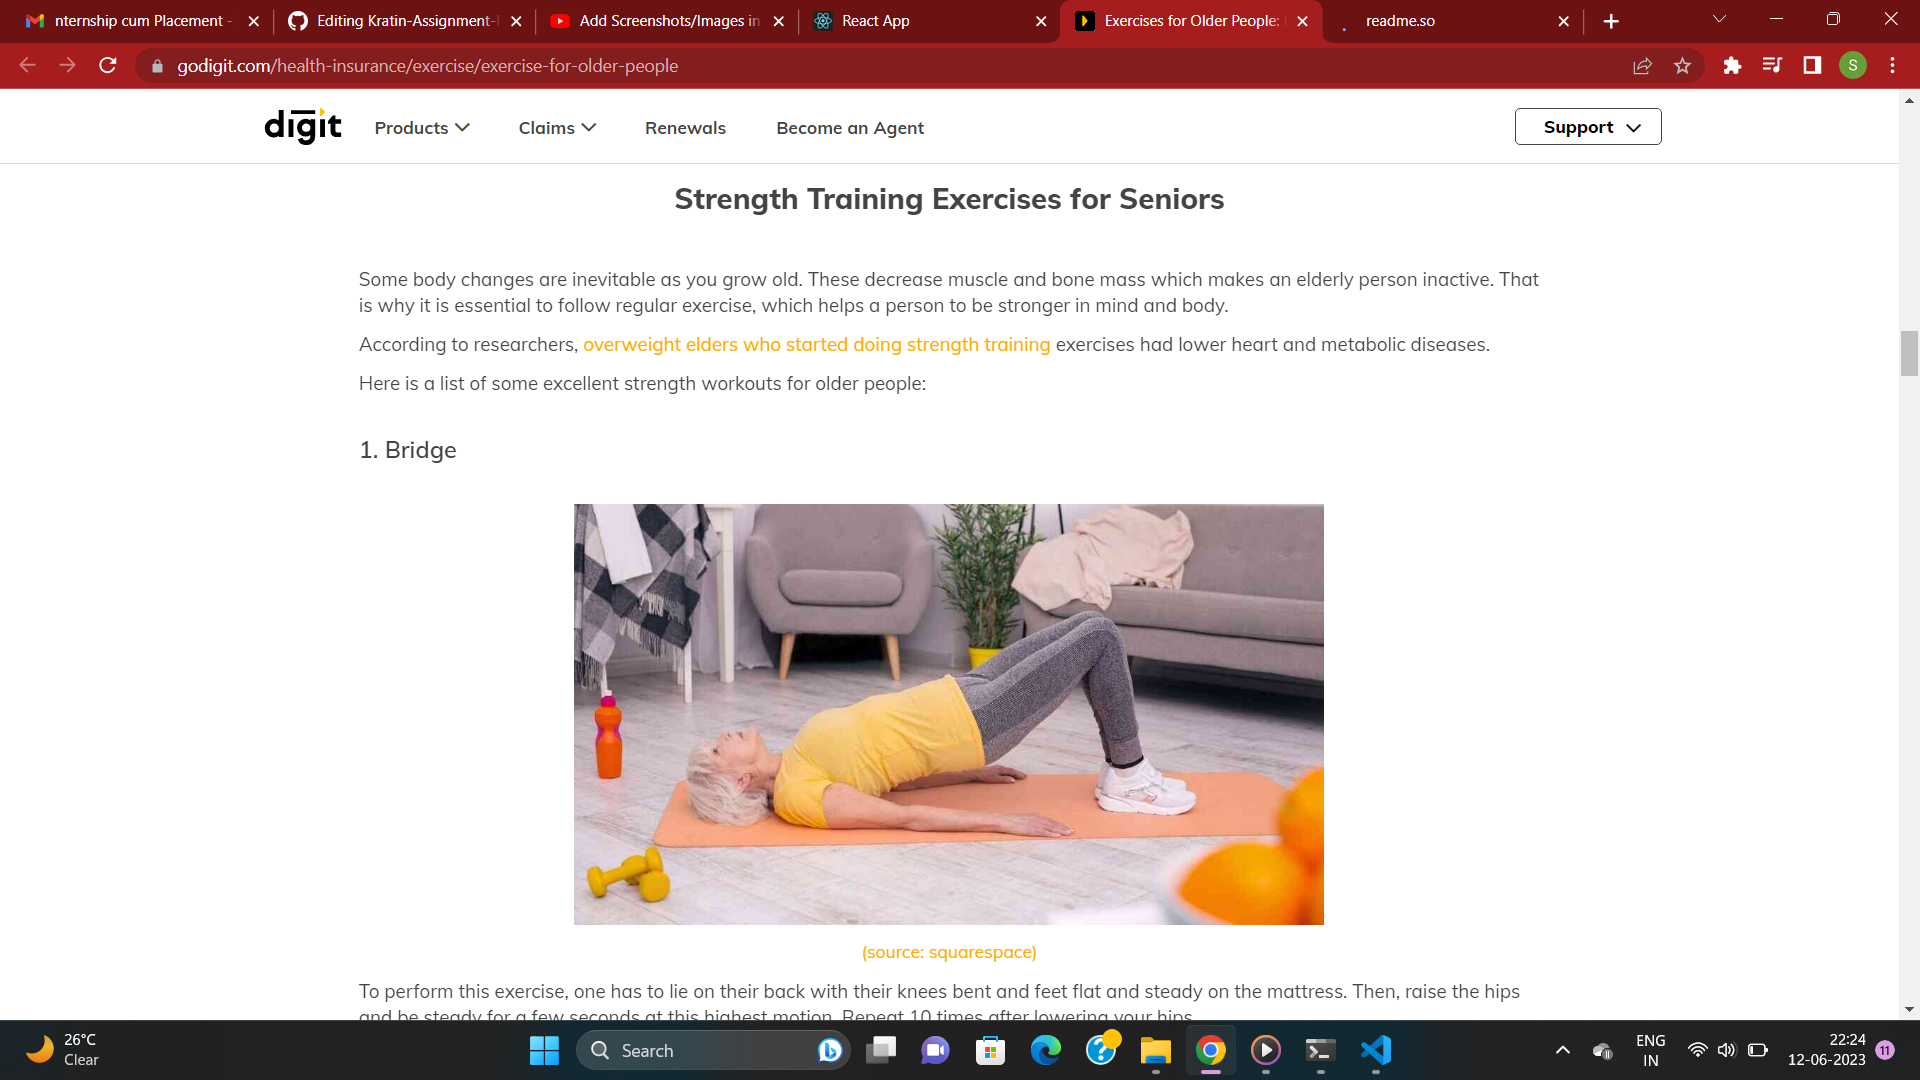 nternship cum Placement -
Editing Kratin-Assignment-
Add Screenshots/Images in
React App
Exercises for Older People:
readme.so
godigit.com/health-insurance/exercise/exercise-for-older-people
S
digit
Products
Claims
Renewals
Become an Agent
Support
Strength Training Exercises for Seniors
Some body changes are inevitable as you grow old. These decrease muscle and bone mass which makes an elderly person inactive. That
is why it is essential to follow regular exercise, which helps a person to be stronger in mind and body.
According to researchers, overweight elders who started doing strength training exercises had lower heart and metabolic diseases.
Here is a list of some excellent strength workouts for older people:
1. Bridge
(source: squarespace)
To perform this exercise, one has to lie on their back with their knees bent and feet flat and steady on the mattress. Then, raise the hips
and be steady for a few seconds at this highest motion. Repeat 10 times after lowering your hips.
26°C
Clear
Search
ENG
IN
22:24
12-06-2023
11